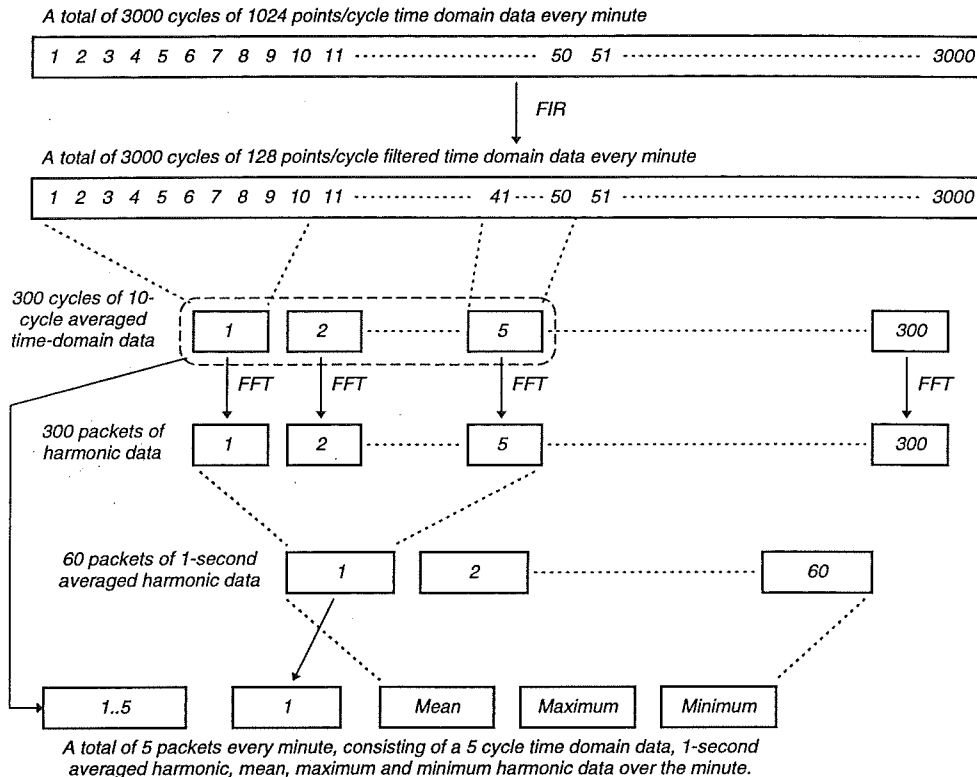 A total of 3000 cycles of 1024 points/cycle time domain data every minute
1 2 3 4 5 6 7 8 9 10 11 50 51 3000
FIR
A total of 3000 cycles of 128 points/cycle filtered time domain data every minute
1 2 3 4 5 6 7 8 9 10 11 41 50 51 3000
300 cycles of 10-
cycle averaged
time-domain data
1 2 5 300
FFT FFT FFT FFT
300 packets of
harmonic data
1 2 5 300
60 packets of 1-second
averaged harmonic data
1 2 60
1..5 1 Mean Maximum Minimum
A total of 5 packets every minute, consisting of a 5 cycle time domain data, 1-second
averaged harmonic, mean, maximum and minimum harmonic data over the minute.